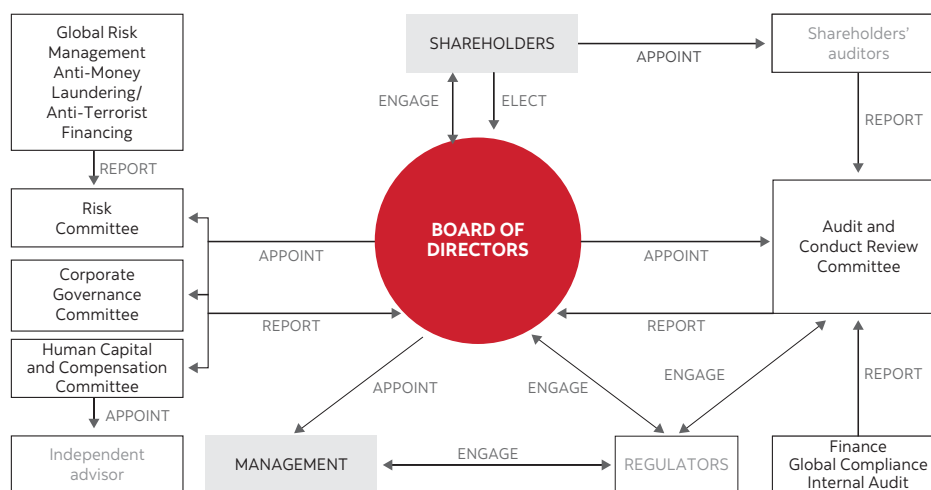 Global Risk
Management
Anti-Money
Laundering/
Anti-Terrorist
Financing
SHAREHOLDERS
APPOINT
Shareholders'
auditors
ENGAGE
ELECT
REPORT
REPORT
Risk
Committee
BOARD OF
DIRECTORS
APPOINT
APPOINT
Audit and
Conduct Review
Committee
Corporate
Governance
Committee
REPORT
REPORT
Human Capital
and Compensation
Committee
APPOINT
ENGAGE
ENGAGE
REPORT
APPOINT
Independent
advisor
MANAGEMENT
ENGAGE
REGULATORS
Finance
Global Compliance
Internal Audit